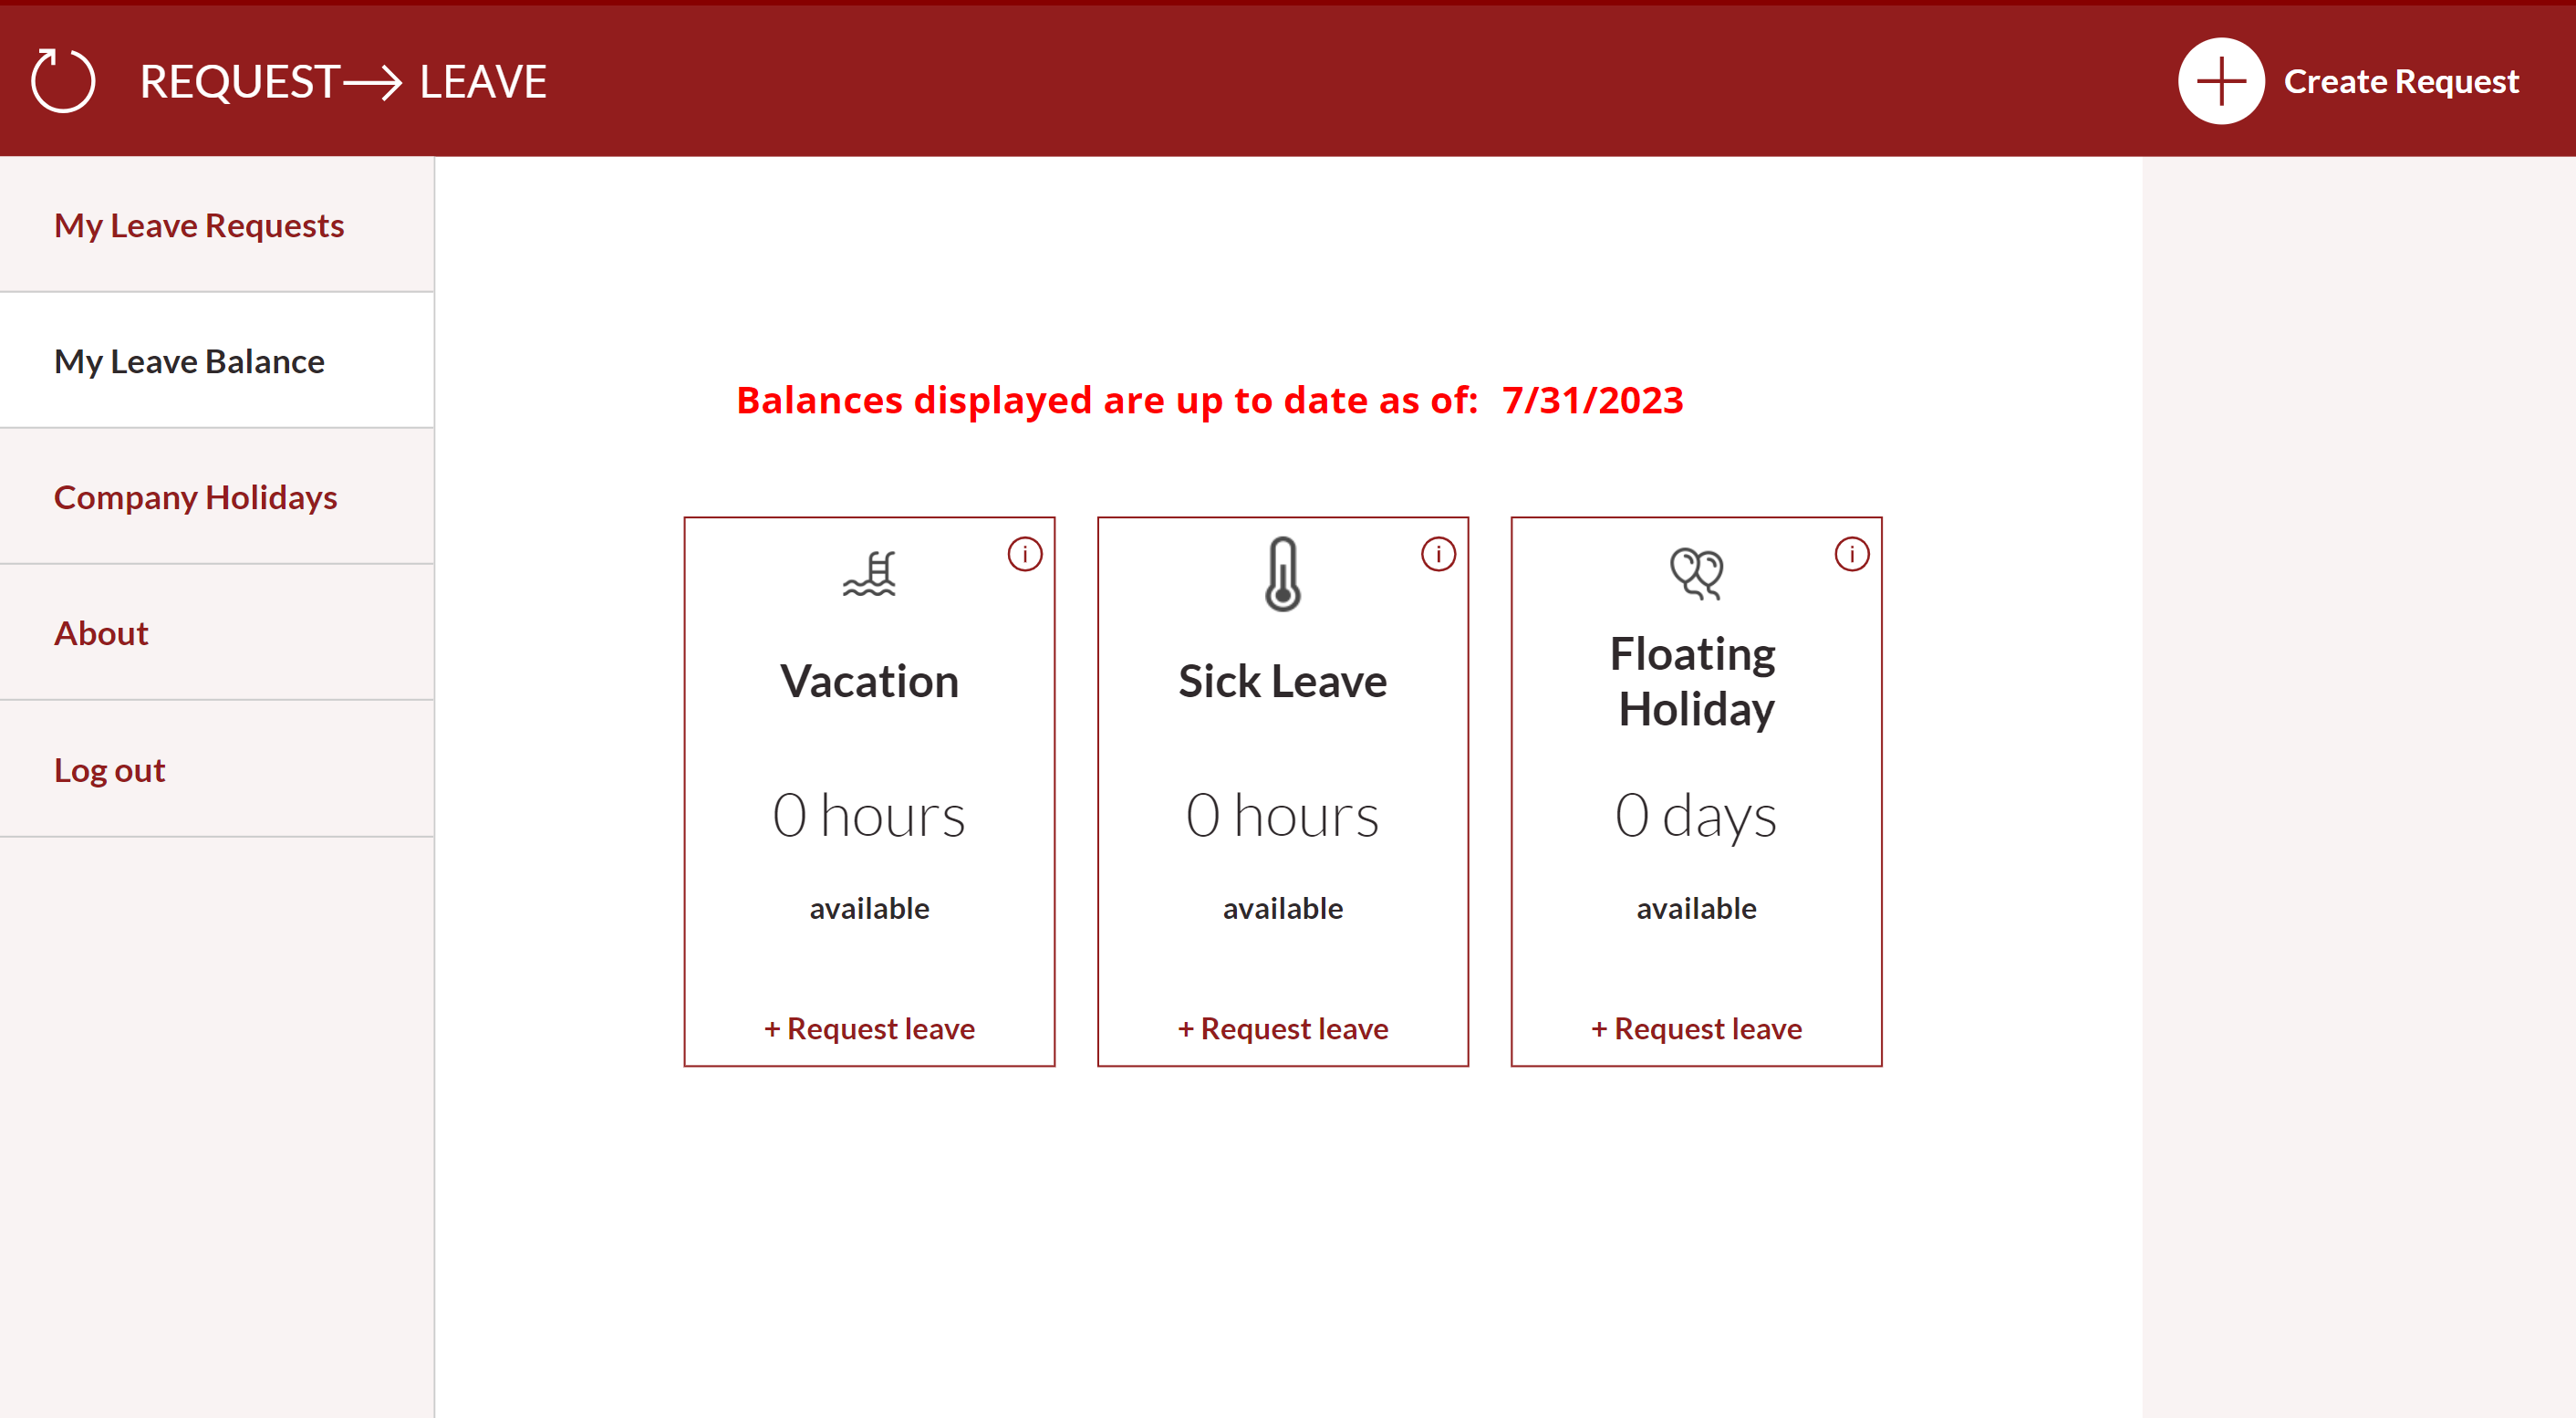 REQUEST→ LEAVE
Create Request
My Leave Requests
My Leave Balance
Company Holidays
About
Log out
Balances displayed are up to date as of: 7/31/2023
Vacation
0 hours
available
+ Request leave
Sick Leave
0 hours
available
+ Request leave
Floating
Holiday
0 days
available
+ Request leave